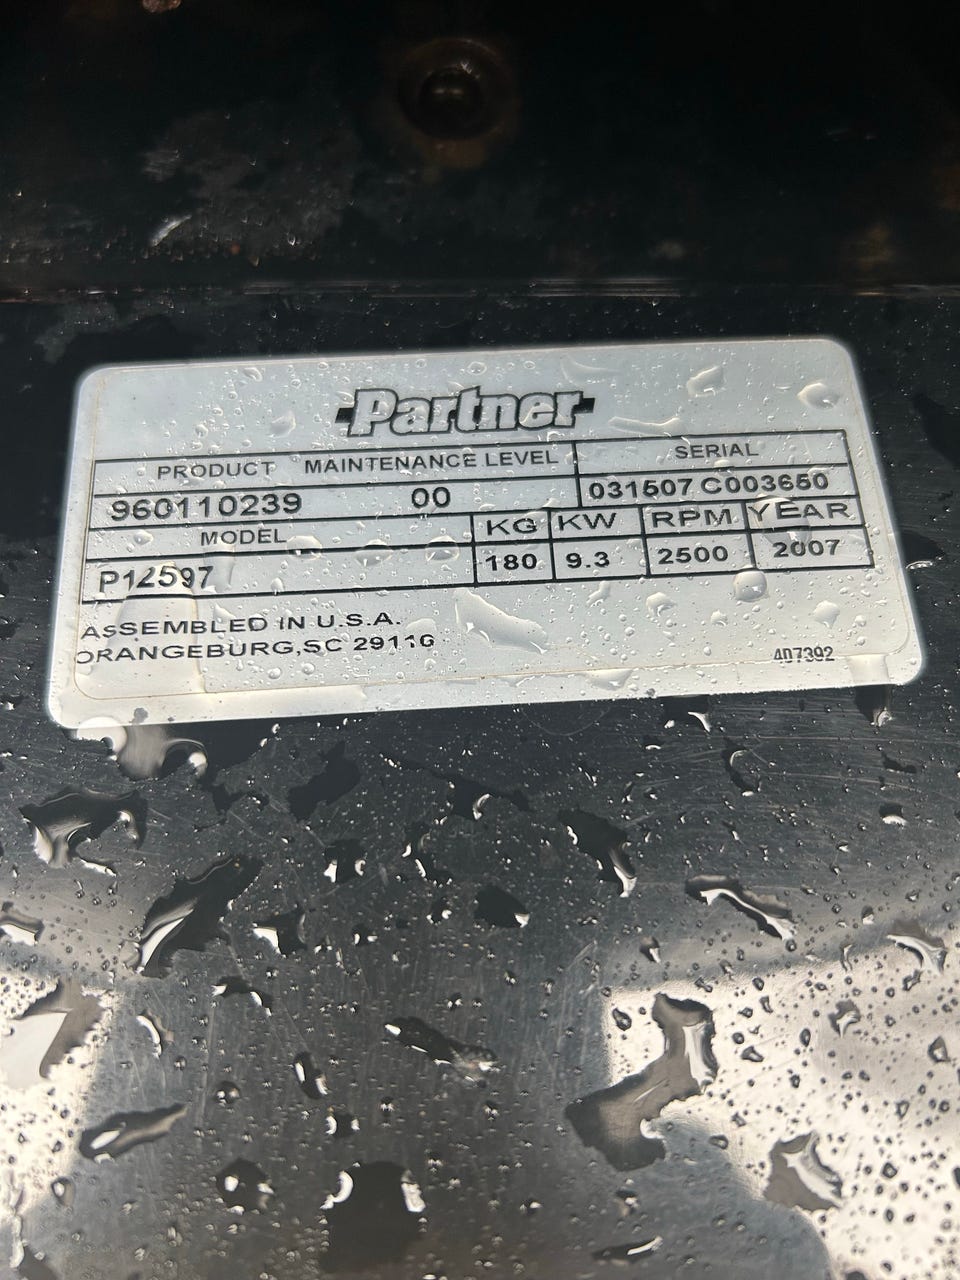 Partner
PRODUCT MAINTENANCE LEVEL SERIAL
960110239 00 031507 C003650
MODEL KG KW RPM YEAR
P12597 180 9.3 2500 2007
ASSEMBLED IN U.S.A.
ORANGEBURG,SC 29116
407392